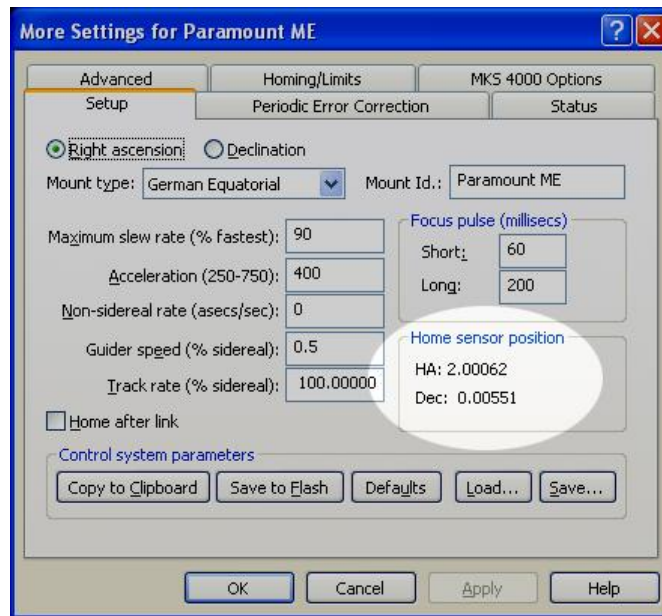 More Settings for Paramount ME
Advanced
Homing/Limits
MKS 4000 Options
Setup
Periodic Error Correction
Status
Right ascension
Declination
Mount type: German Equatorial
Mount Id.: Paramount ME
Maximum slew rate (% fastest): 90
Acceleration (250-750): 400
Non-sidereal rate (asecs/sec): 0
Guider speed (% sidereal): 0.5
Track rate (% sidereal): 100.00000
Home after link
Focus pulse (millisecs)
Short: 60
Long: 200
Home sensor position
HA: 2.00062
Dec: 0.00551
Control system parameters
Copy to Clipboard
Save to Flash
Defaults
Load...
Save...
OK
Cancel
Apply
Help